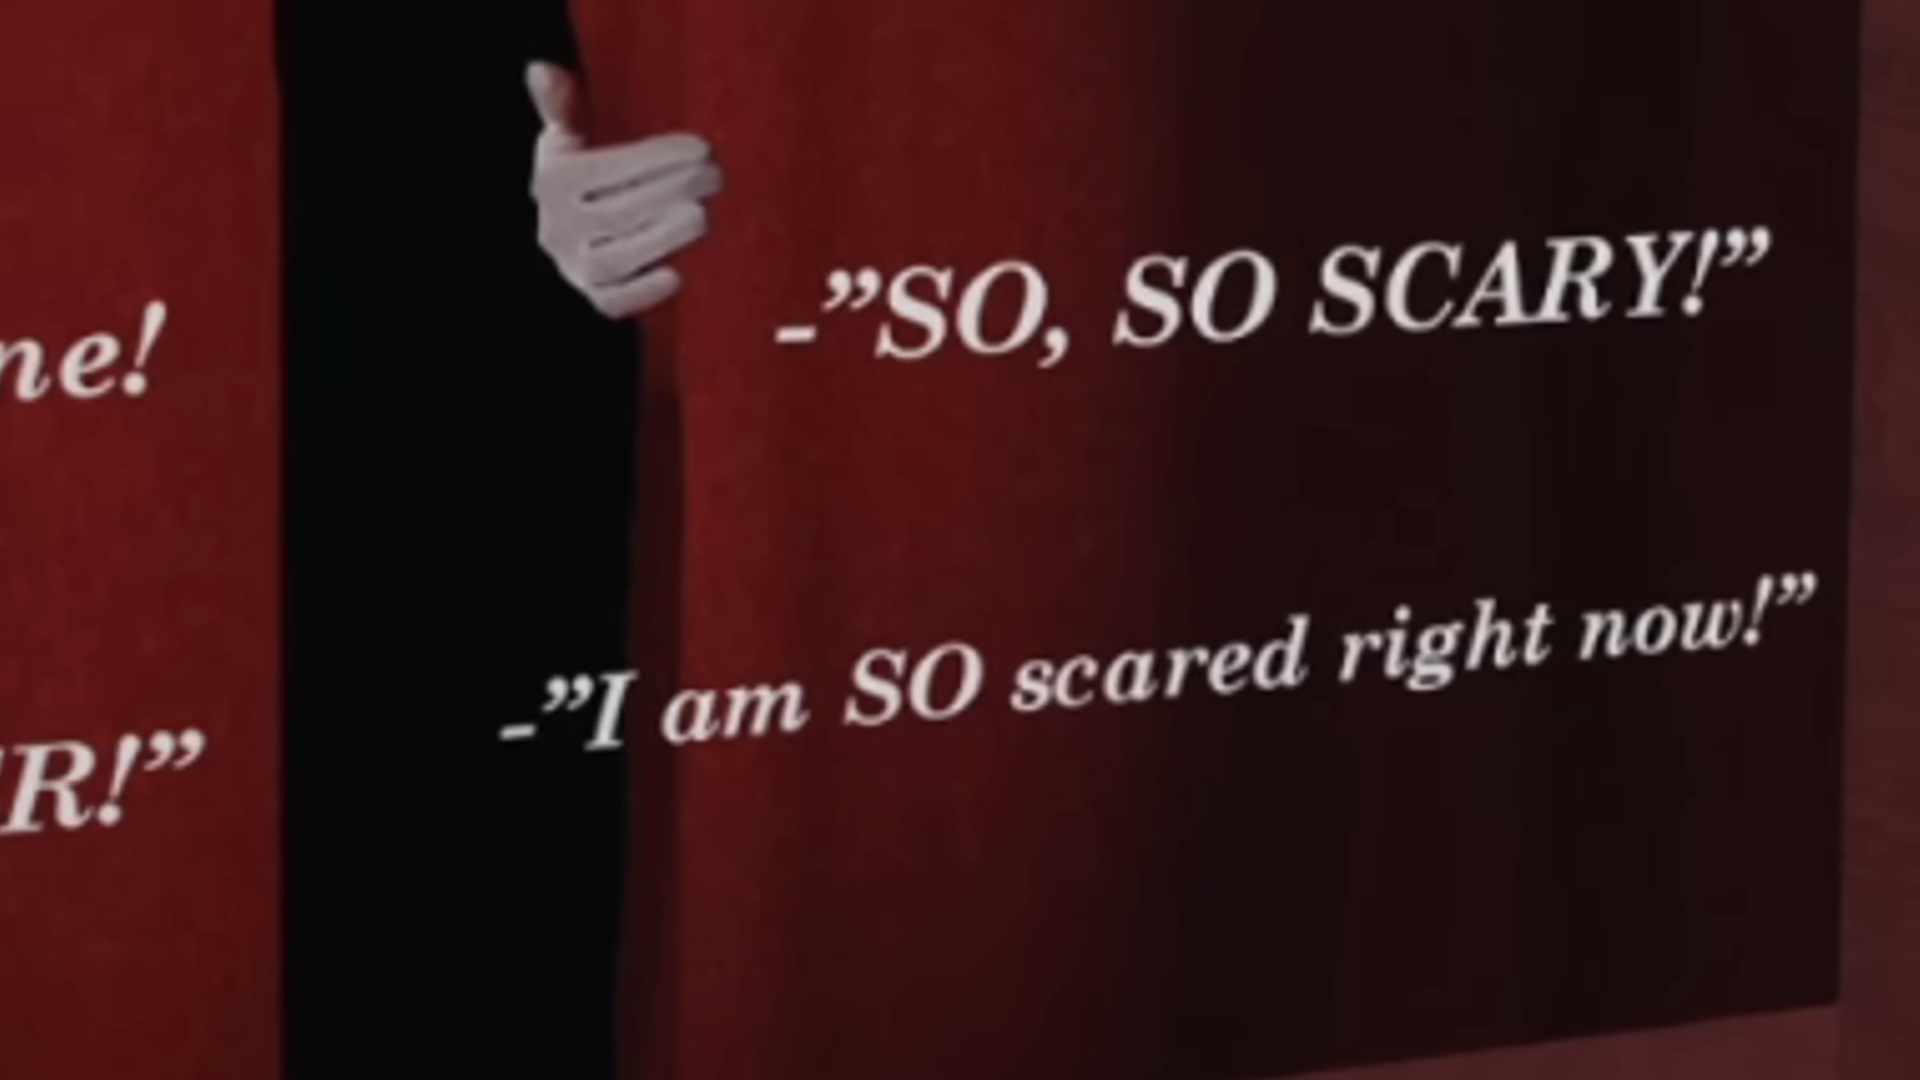 ne!
-”SO, SO SCARY!”
R!”
-”I am SO scared right now!”